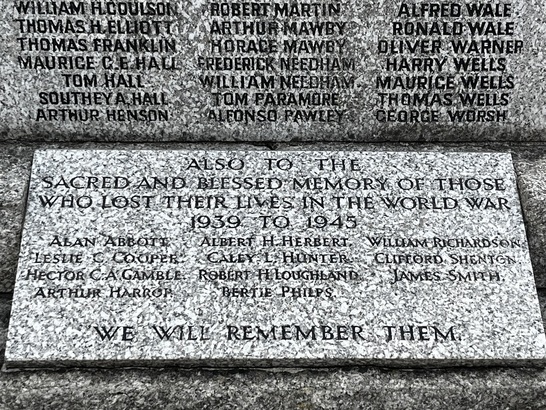 WILLIAM H. COULSON ROBERT MARTIN ALFRED WALE
THOMAS H. ELLIOTT ARTHUR MAWBY RONALD WALE
THOMAS FRANKLIN HORACE MAWBY OLIVER WARNER
MAURICE C. E. HALL FREDERICK NEEDHAM HARRY WELLS
TOM HALL WILLIAM NEEDHAM MAURICE WELLS
SOUTHEY A. HALL TOM PARAMORE THOMAS WELLS
ARTHUR HENSON ALFONSO PAWLEY GEORGE WORSH
ALSO TO THE
SACRED AND BLESSED MEMORY OF THOSE
WHO LOST THEIR LIVES IN THE WORLD WAR
1939 TO 1945
ALAN ABBOTT. ALBERT H. HERBERT. WILLIAM RICHARDSON.
LESLIE C. COUPER. CALEY L. HUNTER. CLIFFORD. SHENTON.
HECTOR C. A. GAMBLE. ROBERT H. LOUGHLAND. JAMES SMITH.
ARTHUR HARROP. BERTIE PHILPS.
WE WILL REMEMBER THEM.